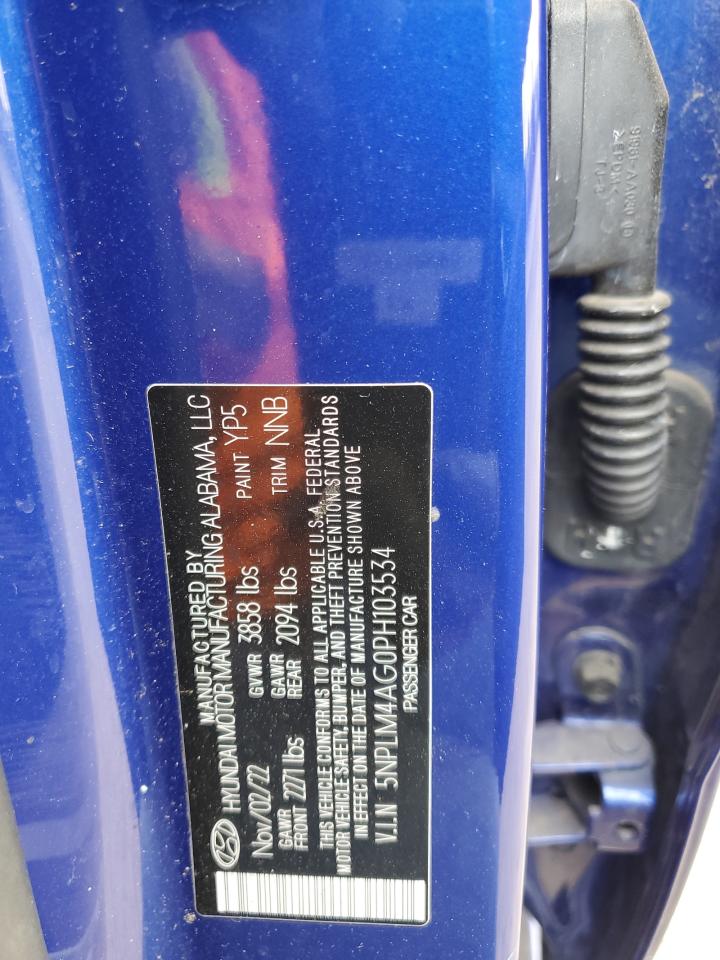 MANUFACTURED BY
HYUNDAI MOTOR MANUFACTURING ALABAMA, LLC
Nov/02/22 GVWR 3858 lbs PAINT YP5
GAWR FRONT 2271 lbs GAWR REAR 2094 lbs TRIM NNB
THIS VEHICLE CONFORMS TO ALL APPLICABLE U.S.A. FEDERAL
MOTOR VEHICLE SAFETY, BUMPER, AND THEFT PREVENTION STANDARDS
IN EFFECT ON THE DATE OF MANUFACTURE SHOWN ABOVE
V.I.N 5NPLM4AG0PH103534
PASSENGER CAR
>EPDM<